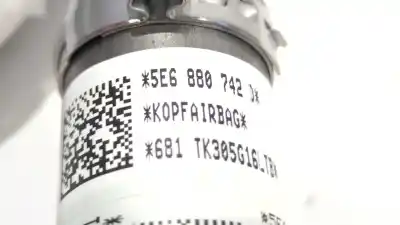 *5E6 880 742 D*
*KOPFAIRBAG*
*681 TK305G16